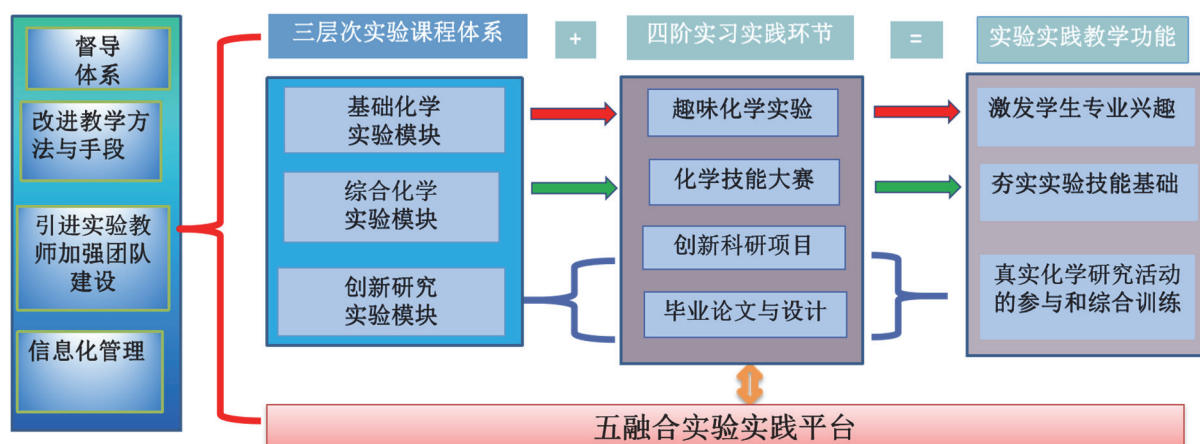 督导
体系
改进教学方
法与手段
引进实验教
师加强团队
建设
信息化管理
三层次实验课程体系
+
四阶实习实践环节
=
实验实践教学功能
基础化学
实验模块
综合化学
实验模块
创新研究
实验模块
趣味化学实验
化学技能大赛
创新科研项目
毕业论文与设计
激发学生专业兴趣
夯实实验技能基础
真实化学研究活动
的参与和综合训练
五融合实验实践平台